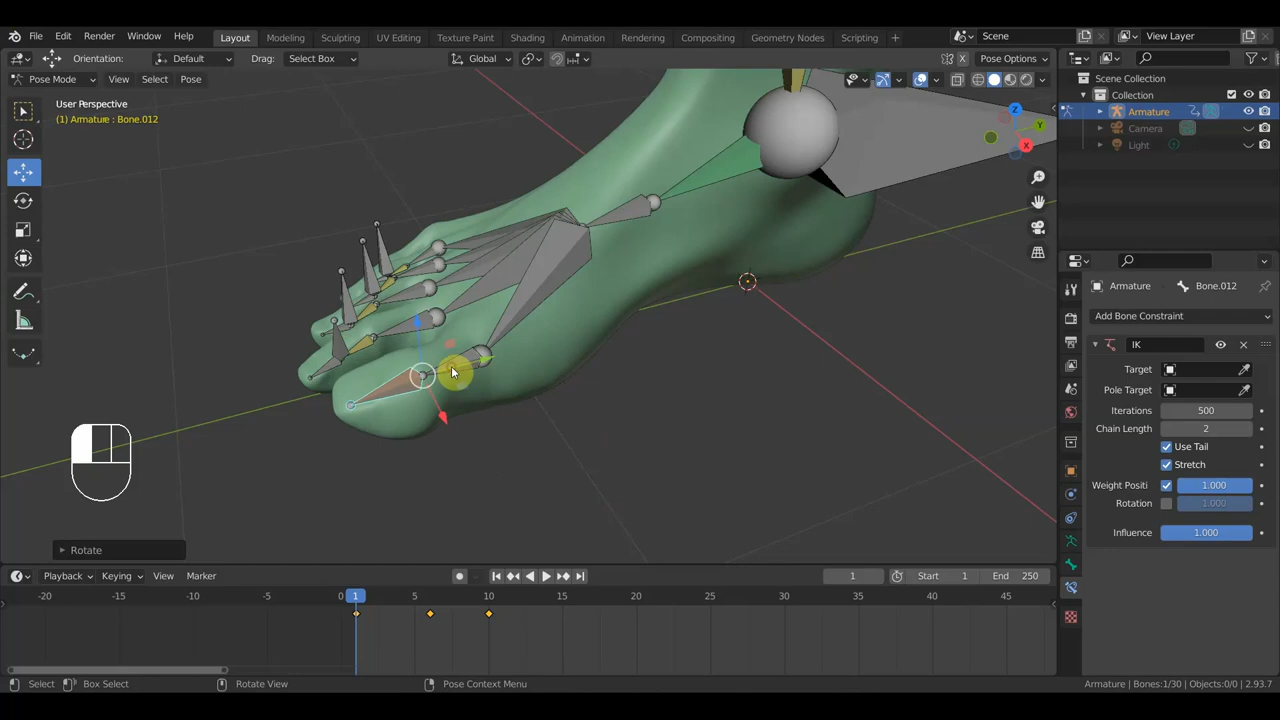 File Edit Render Window Help Layout Modeling Sculpting UV Editing Texture Paint Shading Animation Rendering Compositing Geometry Nodes Scripting + Scene View Layer
Orientation: Default Drag: Select Box Global Pose Options
Pose Mode View Select Pose
User Perspective
(1) Armature : Bone.012
Z
Y
X
Scene Collection
Collection
Armature
Camera
Light
Armature Bone.012
Add Bone Constraint
IK
Target
Pole Target
Iterations 500
Chain Length 2
Use Tail
Stretch
Weight Positi 1.000
Rotation 1.000
Influence 1.000
Rotate
Playback Keying View Marker 1 Start 1 End 250
-20 -15 -10 -5 0 1 5 10 15 20 25 30 35 40 45
Select Box Select Rotate View Pose Context Menu Armature | Bones:1/30 | Objects:0/0 | 2.93.7